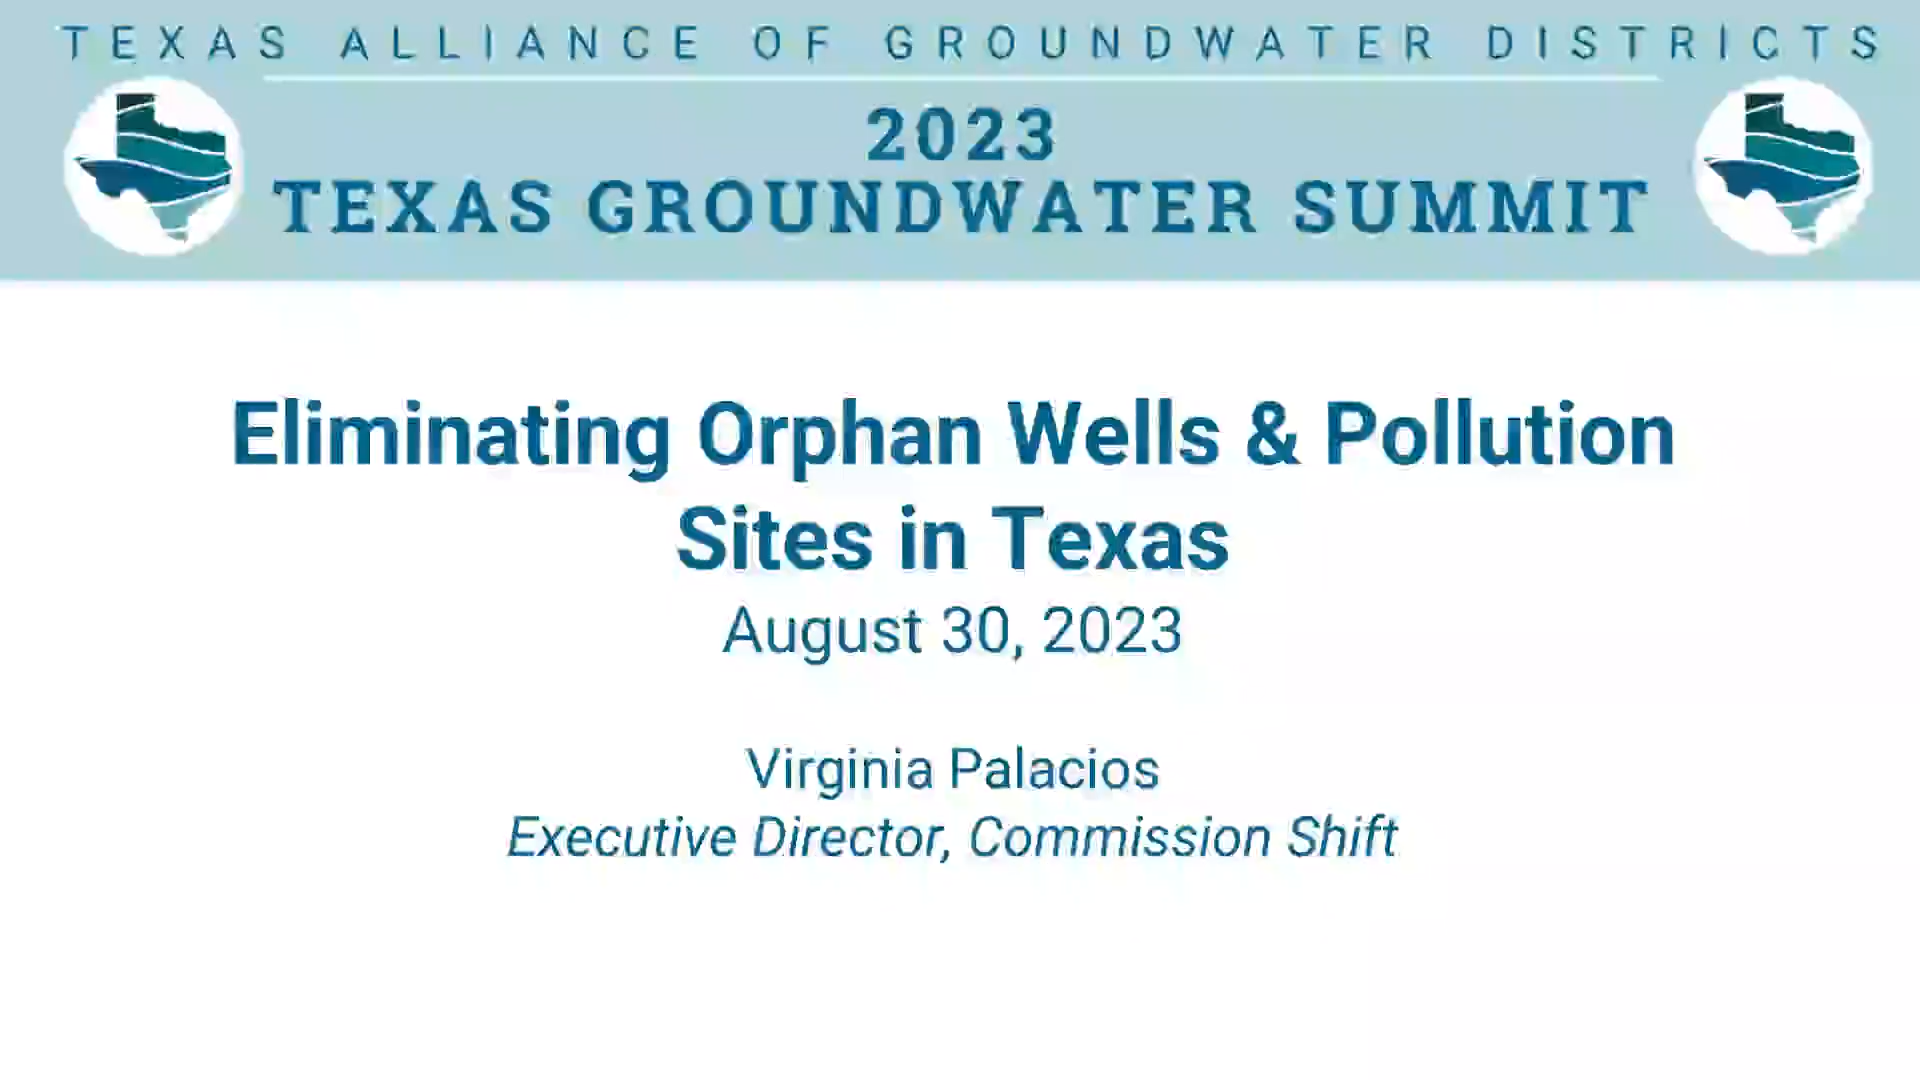 TEXAS ALLIANCE OF GROUNDWATER DISTRICTS
2023
TEXAS GROUNDWATER SUMMIT
Eliminating Orphan Wells & Pollution
Sites in Texas
August 30, 2023
Virginia Palacios
Executive Director, Commission Shift